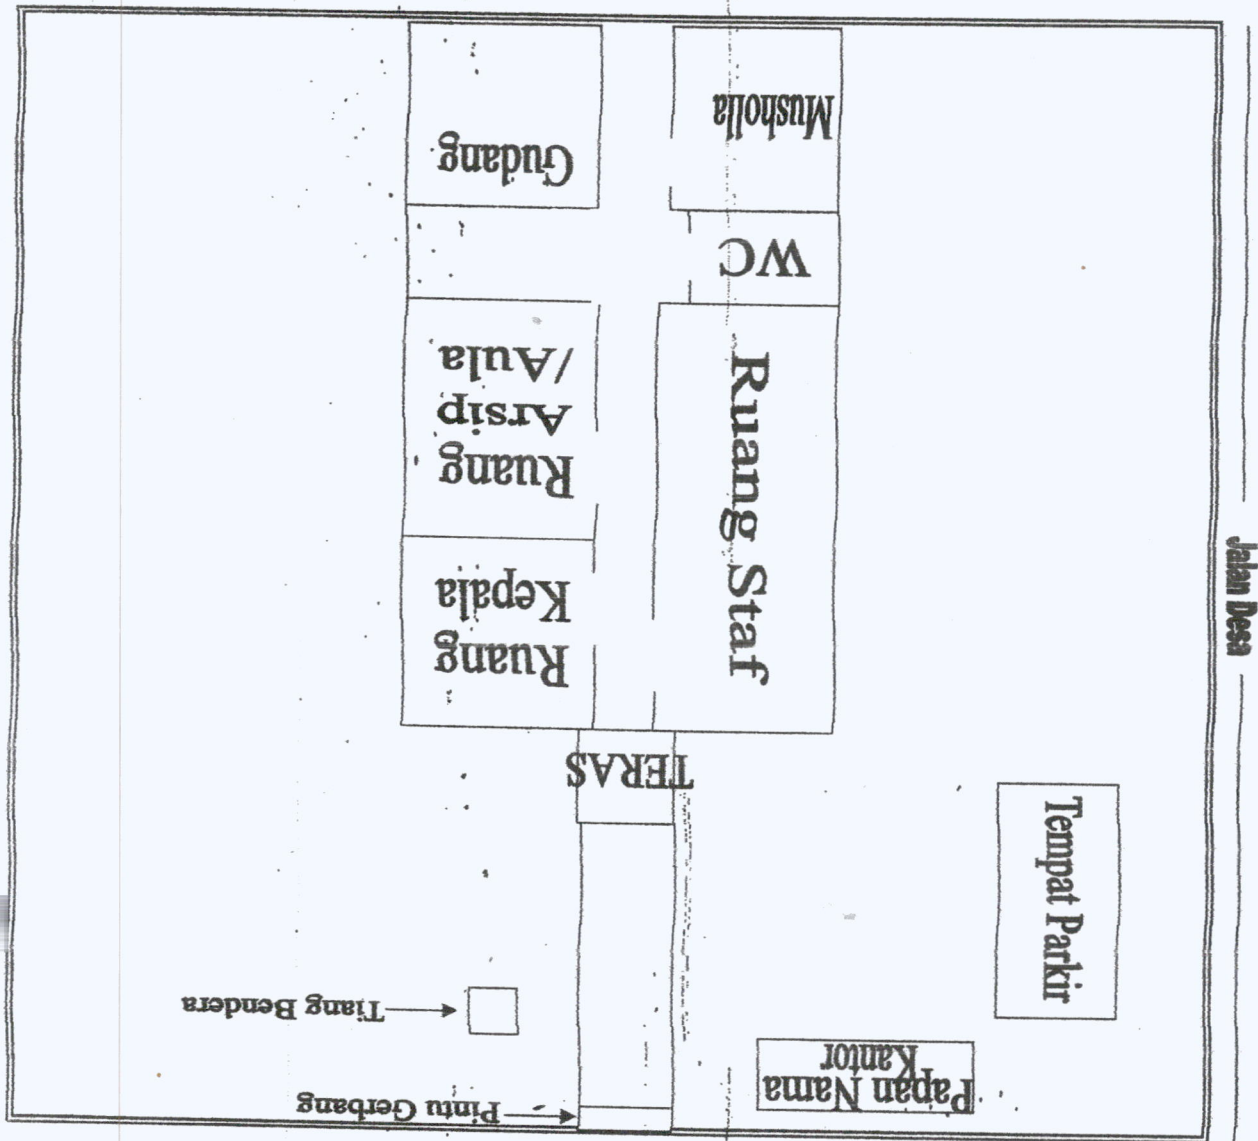 Pintu Gerbang
Papan Nama
Kantor
Tiang Bendera
Tempat Parkir
TERAS
Ruang
Kepala
Ruang Staf
Ruang
Arsip
/Aula
WC
Gudang
Musholla
Jalan Desa